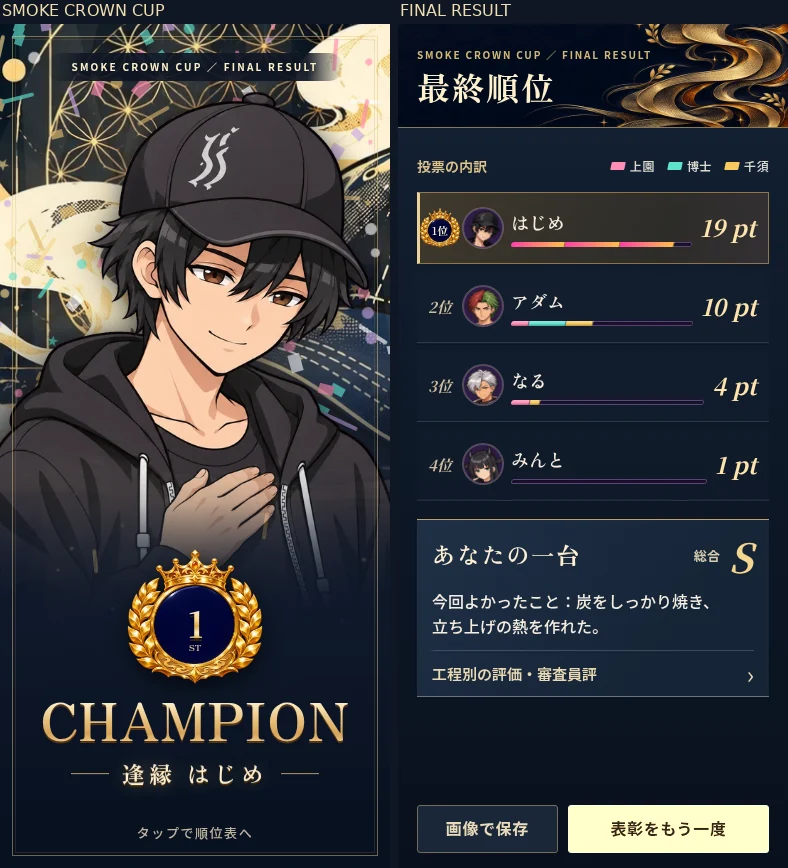 SMOKE CROWN CUP
SMOKE CROWN CUP ／ FINAL RESULT
1
ST
CHAMPION
逢縁 はじめ
タップで順位表へ
FINAL RESULT
SMOKE CROWN CUP ／ FINAL RESULT
最終順位
投票の内訳
上園 博士 千須
1位 はじめ 19 pt
2位 アダム 10 pt
3位 なる 4 pt
4位 みんと 1 pt
あなたの一台 総合 S
今回よかったこと：炭をしっかり焼き、
立ち上げの熱を作れた。
工程別の評価・審査員評 ›
画像で保存 表彰をもう一度